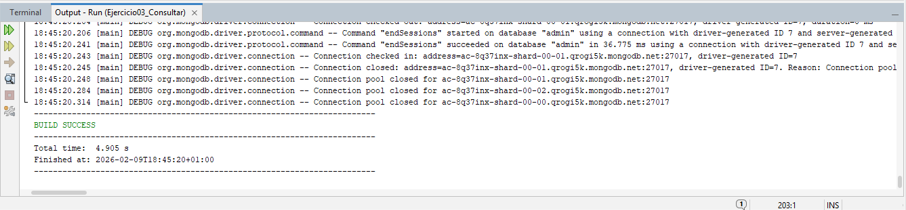 Terminal Output - Run (Ejercicio03_Consultar) ×
18:45:20.206 [main] DEBUG org.mongodb.driver.protocol.command -- Command "endSessions" started on database "admin" using a connection with driver-generated ID 7 and server-generated
18:45:20.241 [main] DEBUG org.mongodb.driver.protocol.command -- Command "endSessions" succeeded on database "admin" in 36.775 ms using a connection with driver-generated ID 7 and se
18:45:20.243 [main] DEBUG org.mongodb.driver.connection -- Connection checked in: address=ac-8q37inx-shard-00-01.qrogi5k.mongodb.net:27017, driver-generated ID=7
18:45:20.245 [main] DEBUG org.mongodb.driver.connection -- Connection closed: address=ac-8q37inx-shard-00-01.qrogi5k.mongodb.net:27017, driver-generated ID=7. Reason: Connection pool
18:45:20.248 [main] DEBUG org.mongodb.driver.connection -- Connection pool closed for ac-8q37inx-shard-00-01.qrogi5k.mongodb.net:27017
18:45:20.284 [main] DEBUG org.mongodb.driver.connection -- Connection pool closed for ac-8q37inx-shard-00-02.qrogi5k.mongodb.net:27017
18:45:20.314 [main] DEBUG org.mongodb.driver.connection -- Connection pool closed for ac-8q37inx-shard-00-00.qrogi5k.mongodb.net:27017
------------------------------------------------------------------------
BUILD SUCCESS
------------------------------------------------------------------------
Total time:  4.905 s
Finished at: 2026-02-09T18:45:20+01:00
------------------------------------------------------------------------
1 203:1 INS